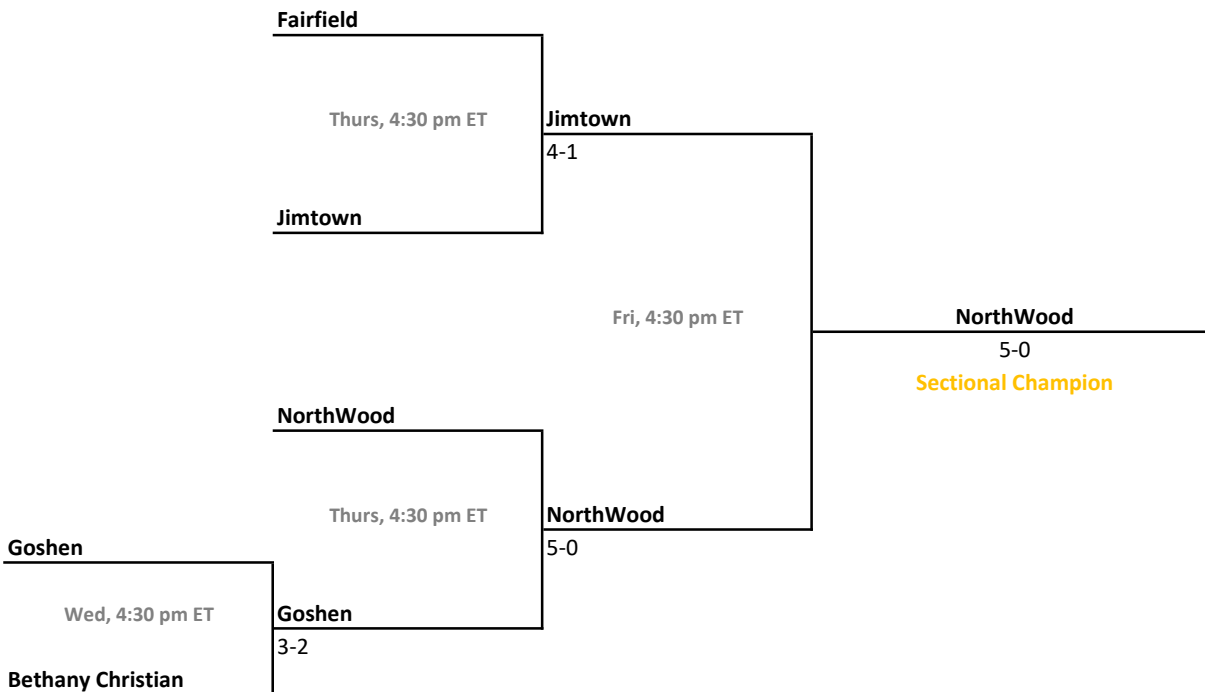 Fairfield
Thurs, 4:30 pm ET
Jimtown
4-1
Jimtown
Fri, 4:30 pm ET
NorthWood
5-0
Sectional Champion
NorthWood
Thurs, 4:30 pm ET
NorthWood
5-0
Goshen
Wed, 4:30 pm ET
Goshen
3-2
Bethany Christian